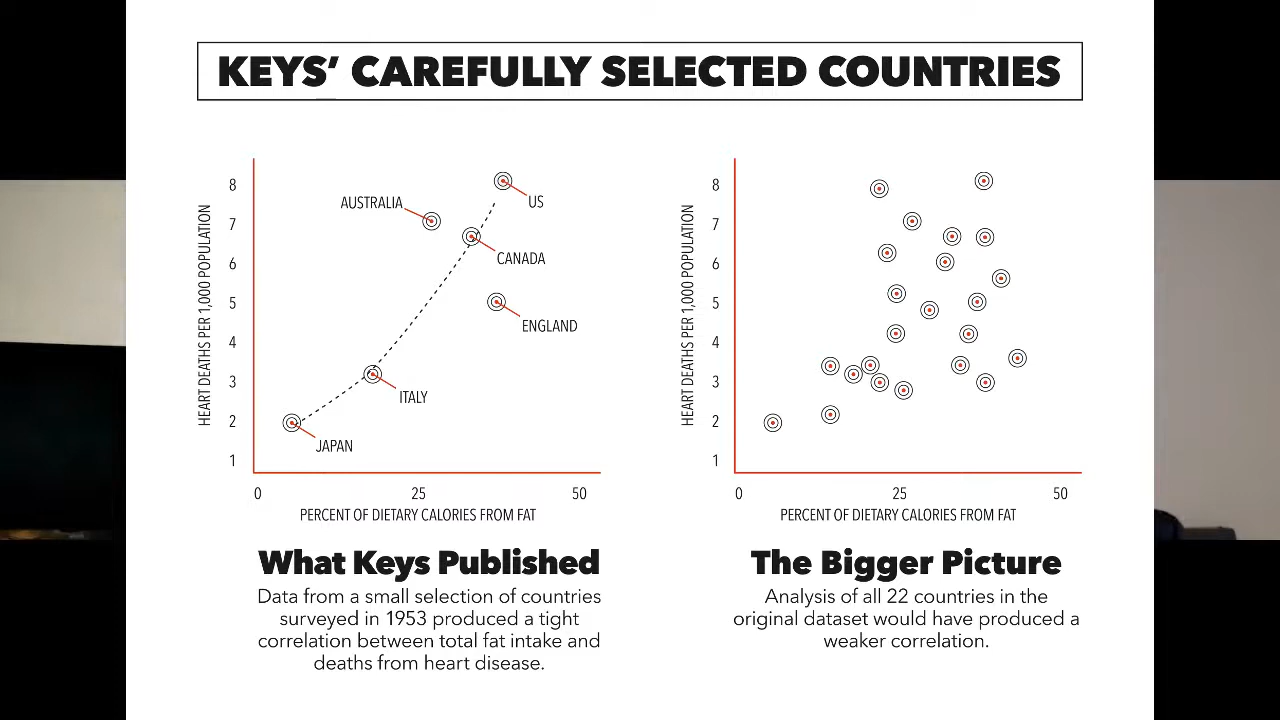 KEYS’ CAREFULLY SELECTED COUNTRIES
HEART DEATHS PER 1,000 POPULATION
8
7
6
5
4
3
2
1
AUSTRALIA
US
CANADA
ENGLAND
ITALY
JAPAN
0
25
50
PERCENT OF DIETARY CALORIES FROM FAT
What Keys Published
Data from a small selection of countries
surveyed in 1953 produced a tight
correlation between total fat intake and
deaths from heart disease.
HEART DEATHS PER 1,000 POPULATION
8
7
6
5
4
3
2
1
0
25
50
PERCENT OF DIETARY CALORIES FROM FAT
The Bigger Picture
Analysis of all 22 countries in the
original dataset would have produced a
weaker correlation.